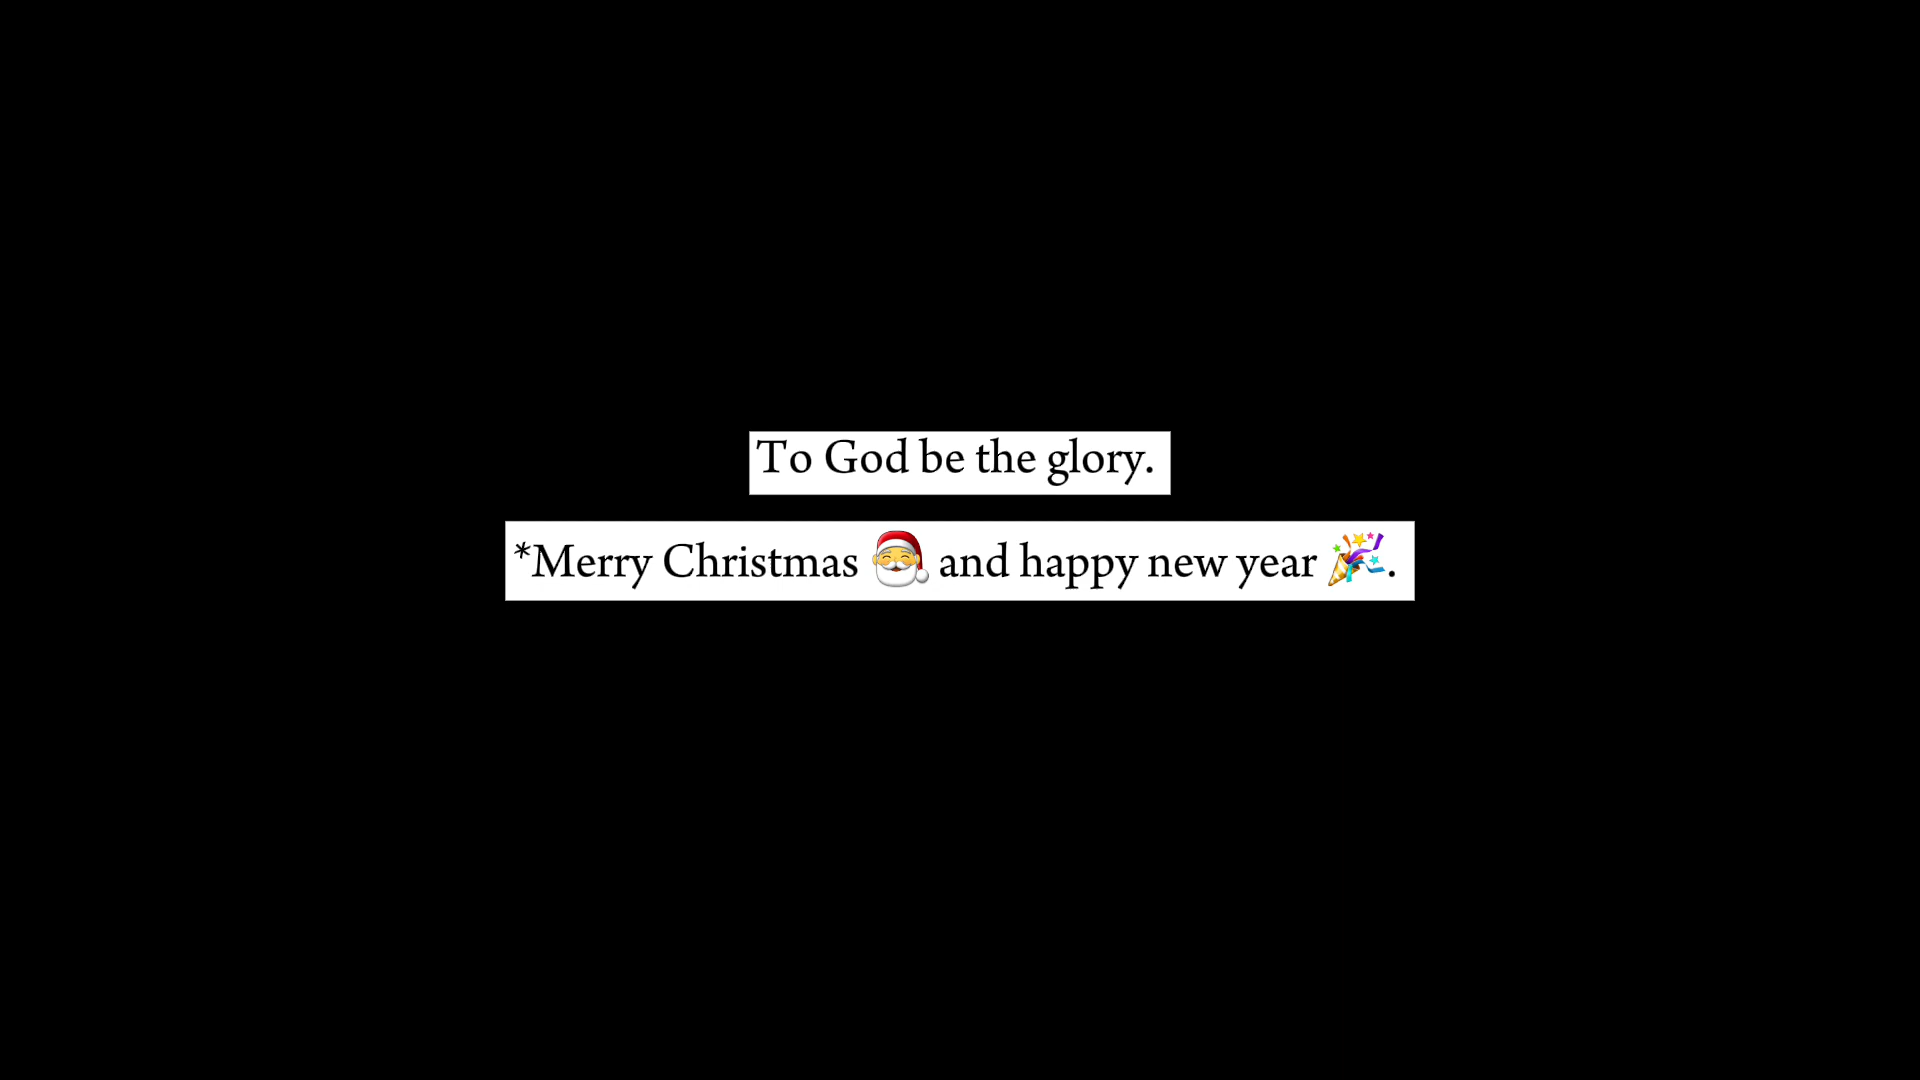 To God be the glory.
*Merry Christmas 🎅 and happy new year 🎉.